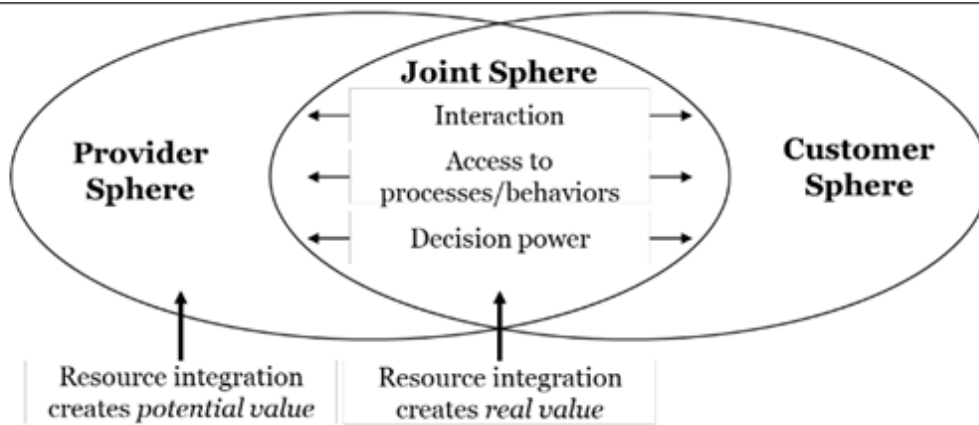 Joint Sphere
Interaction
Provider
Sphere
Access to
processes/behaviors
Customer
Sphere
Decision power
Resource integration
creates potential value
Resource integration
creates real value